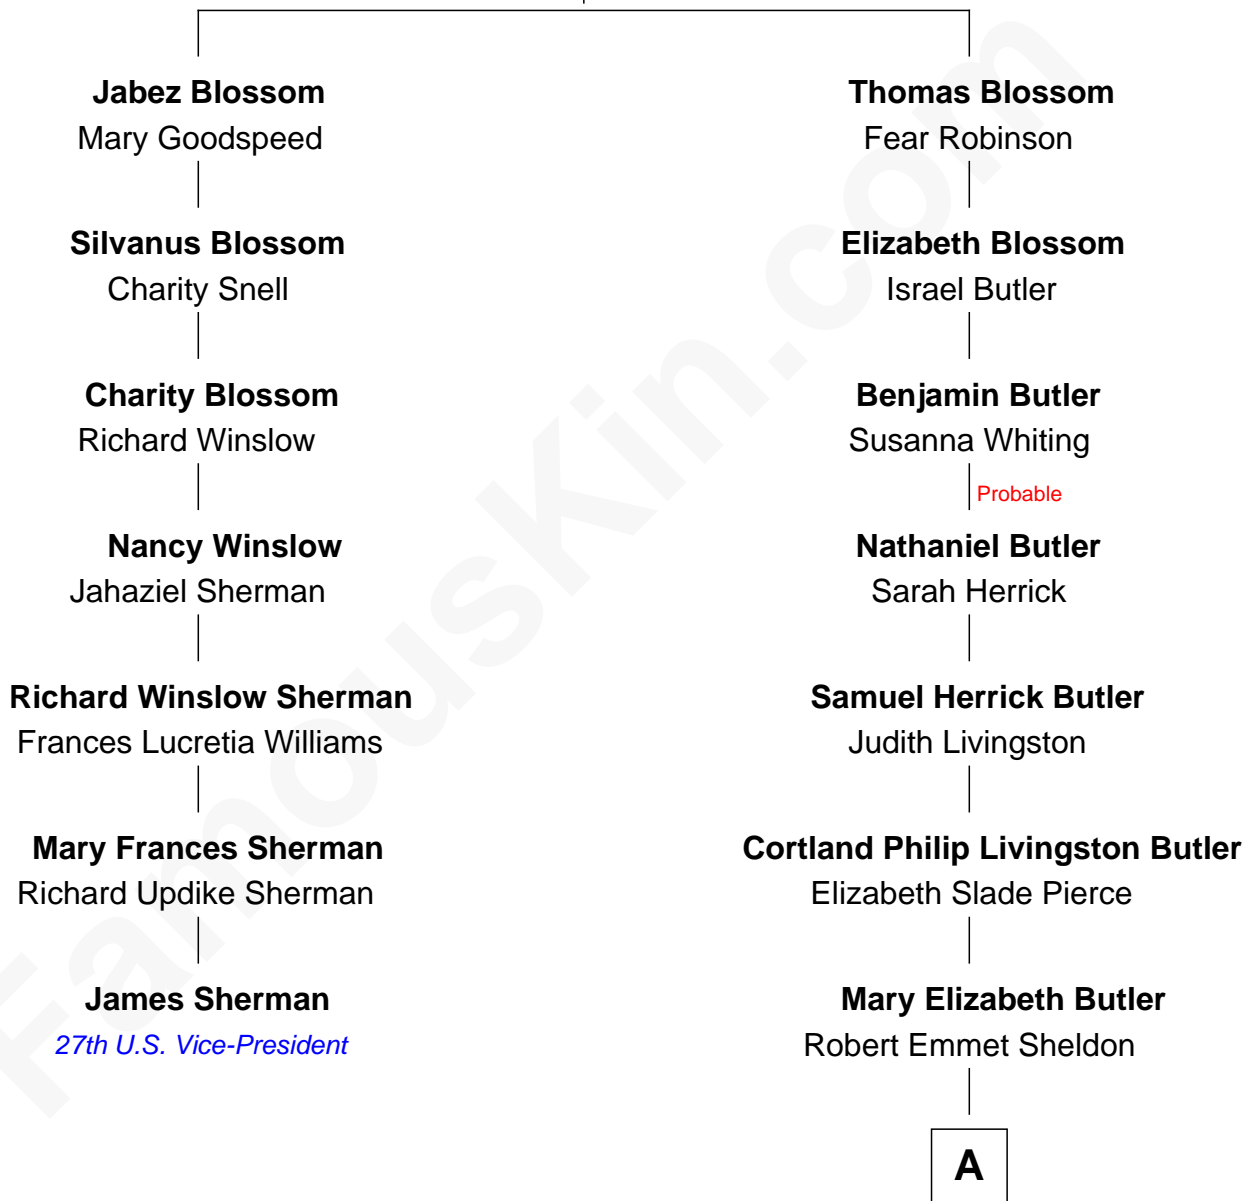 Jabez Blossom
Mary Goodspeed
Silvanus Blossom
Charity Snell
Charity Blossom
Richard Winslow
Nancy Winslow
Jahaziel Sherman
Richard Winslow Sherman
Frances Lucretia Williams
Mary Frances Sherman
Richard Updike Sherman
James Sherman
27th U.S. Vice-President
Thomas Blossom
Fear Robinson
Elizabeth Blossom
Israel Butler
Benjamin Butler
Susanna Whiting
Probable
Nathaniel Butler
Sarah Herrick
Samuel Herrick Butler
Judith Livingston
Cortland Philip Livingston Butler
Elizabeth Slade Pierce
Mary Elizabeth Butler
Robert Emmet Sheldon
A
FamousKin.com